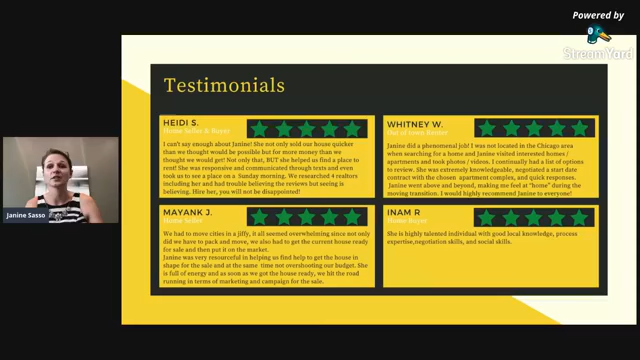 Powered by
StreamYard
Testimonials
HEIDI S.
Home Seller & Buyer
I can't say enough about Janine! She not only sold our house quicker
than we thought would be possible but for more money than we
thought we would get! Not only that, BUT she helped us find a place to
rent! She was responsive and communicated through texts and even
took us to see a place on a Sunday morning. We researched 4 realtors
including her and had trouble believing the reviews but seeing is
believing. Hire her, you will not be disappointed!
WHITNEY W.
Out of town Renter
Janine did a phenomenal job! I was not located in the Chicago area
when searching for a home and Janine visited interested homes /
apartments and took photos / videos. I continually had a list of options
to review. She was extremely knowledgeable, negotiated a start date
contract with the chosen apartment complex, and quick responses.
Janine went above and beyond, making me feel at "home" during the
moving transition. I would highly recommend Janine to everyone!
MAYANK J.
Home Seller
We had to move cities in a jiffy, it all seemed overwhelming since not only
did we have to pack and move, we also had to get the current house ready
for sale and then put it on the market.
Janine was very resourceful in helping us find help to get the house in
shape for the sale and at the same time not overshooting our budget. She
is full of energy and as soon as we got the house ready, we hit the road
running in terms of marketing and campaign for the sale.
INAM R
Home Buyer
She is highly talented individual with good local knowledge, process
expertise,negotiation skills, and social skills.
Janine Sasso